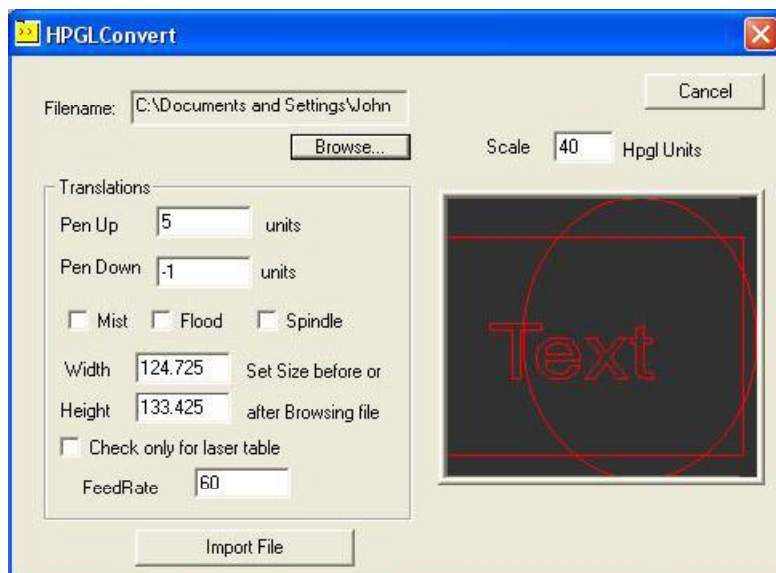 HPGLConvert
Filename: C:\Documents and Settings\John
Cancel
Browse...
Scale 40 Hpgl Units
Translations
Pen Up 5 units
Pen Down -1 units
Mist Flood Spindle
Width 124.725 Set Size before or
Height 133.425 after Browsing file
Check only for laser table
FeedRate 60
Import File
Text